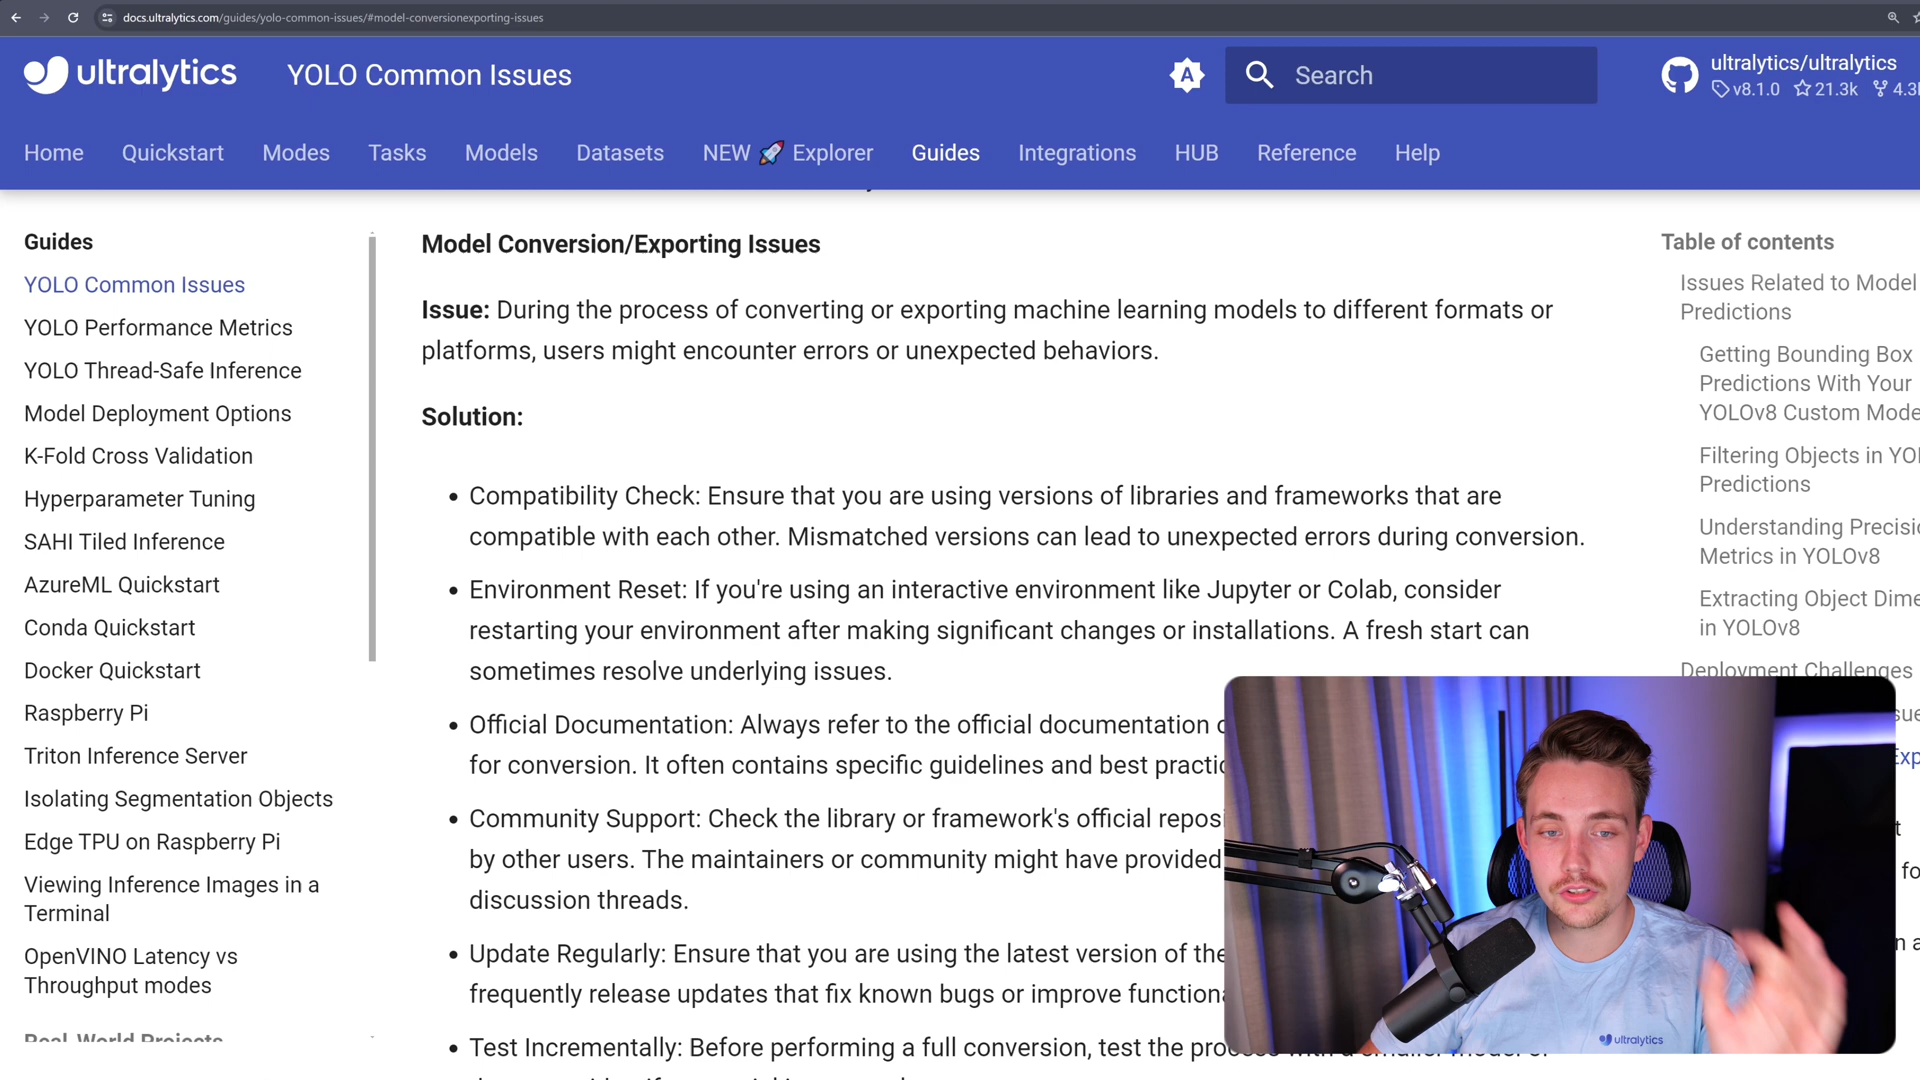 docs.ultralytics.com/guides/yolo-common-issues/#model-conversionexporting-issues
ultralytics
YOLO Common Issues
A
Search
ultralytics/ultralytics
v8.1.0 21.3k 4.3
Home Quickstart Modes Tasks Models Datasets NEW 🚀 Explorer Guides Integrations HUB Reference Help
Guides
YOLO Common Issues
YOLO Performance Metrics
YOLO Thread-Safe Inference
Model Deployment Options
K-Fold Cross Validation
Hyperparameter Tuning
SAHI Tiled Inference
AzureML Quickstart
Conda Quickstart
Docker Quickstart
Raspberry Pi
Triton Inference Server
Isolating Segmentation Objects
Edge TPU on Raspberry Pi
Viewing Inference Images in a
Terminal
OpenVINO Latency vs
Throughput modes
Real-World Projects
Model Conversion/Exporting Issues
Issue: During the process of converting or exporting machine learning models to different formats or
platforms, users might encounter errors or unexpected behaviors.
Solution:
• Compatibility Check: Ensure that you are using versions of libraries and frameworks that are
compatible with each other. Mismatched versions can lead to unexpected errors during conversion.
• Environment Reset: If you're using an interactive environment like Jupyter or Colab, consider
restarting your environment after making significant changes or installations. A fresh start can
sometimes resolve underlying issues.
• Official Documentation: Always refer to the official documentation
for conversion. It often contains specific guidelines and best practic
• Community Support: Check the library or framework's official reposi
by other users. The maintainers or community might have provided
discussion threads.
• Update Regularly: Ensure that you are using the latest version of the
frequently release updates that fix known bugs or improve functiona
• Test Incrementally: Before performing a full conversion, test the process with a smaller model or
Table of contents
Issues Related to Model
Predictions
Getting Bounding Box
Predictions With Your
YOLOv8 Custom Mode
Filtering Objects in YO
Predictions
Understanding Precisio
Metrics in YOLOv8
Extracting Object Dime
in YOLOv8
Deployment Challenges
sue
Exp
t
fo
n a
ultralytics